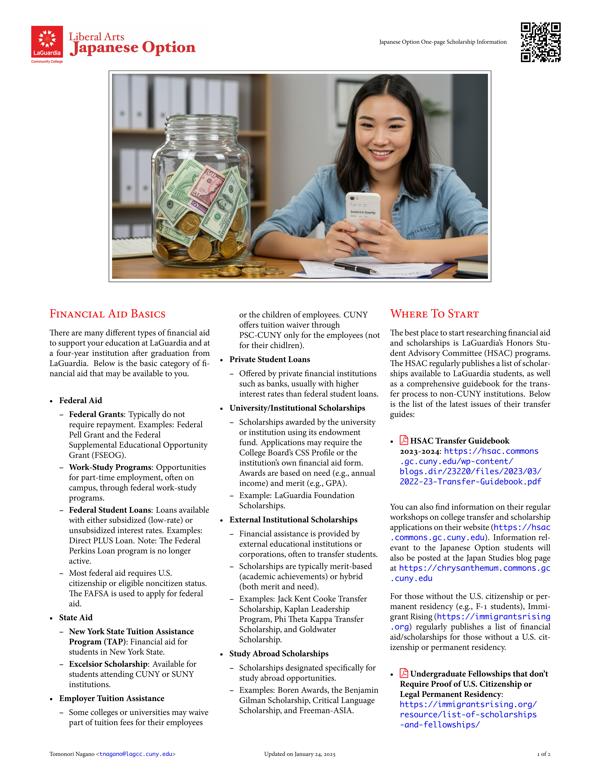 LaGuardia
Community College
Liberal Arts
Japanese Option
Japanese Option One-page Scholarship Information
Financial Aid Basics
There are many different types of financial aid
to support your education at LaGuardia and at
a four-year institution after graduation from
LaGuardia. Below is the basic category of fi-
nancial aid that may be available to you.
• Federal Aid
– Federal Grants: Typically do not
require repayment. Examples: Federal
Pell Grant and the Federal
Supplemental Educational Opportunity
Grant (FSEOG).
– Work-Study Programs: Opportunities
for part-time employment, often on
campus, through federal work-study
programs.
– Federal Student Loans: Loans available
with either subsidized (low-rate) or
unsubsidized interest rates. Examples:
Direct PLUS Loan. Note: The Federal
Perkins Loan program is no longer
active.
– Most federal aid requires U.S.
citizenship or eligible noncitizen status.
The FAFSA is used to apply for federal
aid.
• State Aid
– New York State Tuition Assistance
Program (TAP): Financial aid for
students in New York State.
– Excelsior Scholarship: Available for
students attending CUNY or SUNY
institutions.
• Employer Tuition Assistance
– Some colleges or universities may waive
part of tuition fees for their employees
or the children of employees. CUNY
offers tuition waiver through
PSC-CUNY only for the employees (not
for their chidlren).
• Private Student Loans
– Offered by private financial institutions
such as banks, usually with higher
interest rates than federal student loans.
• University/Institutional Scholarships
– Scholarships awarded by the university
or institution using its endowment
fund. Applications may require the
College Board's CSS Profile or the
institution's own financial aid form.
Awards are based on need (e.g., annual
income) and merit (e.g., GPA).
– Example: LaGuardia Foundation
Scholarships.
• External Institutional Scholarships
– Financial assistance is provided by
external educational institutions or
corporations, often to transfer students.
– Scholarships are typically merit-based
(academic achievements) or hybrid
(both merit and need).
– Examples: Jack Kent Cooke Transfer
Scholarship, Kaplan Leadership
Program, Phi Theta Kappa Transfer
Scholarship, and Goldwater
Scholarship.
• Study Abroad Scholarships
– Scholarships designated specifically for
study abroad opportunities.
– Examples: Boren Awards, the Benjamin
Gilman Scholarship, Critical Language
Scholarship, and Freeman-ASIA.
Where To Start
The best place to start researching financial aid
and scholarships is LaGuardia's Honors Stu-
dent Advisory Committee (HSAC) programs.
The HSAC regularly publishes a list of scholar-
ships available to LaGuardia students, as well
as a comprehensive guidebook for the trans-
fer process to non-CUNY institutions. Below
is the list of the latest issues of their transfer
guides:
• HSAC Transfer Guidebook
2023-2024: https://hsac.commons
.gc.cuny.edu/wp-content/
blogs.dir/23220/files/2023/03/
2022-23-Transfer-Guidebook.pdf
You can also find information on their regular
workshops on college transfer and scholarship
applications on their website (https://hsac
.commons.gc.cuny.edu). Information rel-
evant to the Japanese Option students will
also be posted at the Japan Studies blog page
at https://chrysanthemum.commons.gc
.cuny.edu
For those without the U.S. citizenship or per-
manent residency (e.g., F-1 students), Immi-
grant Rising (https://immigrantsrising
.org) regularly publishes a list of financial
aid/scholarships for those without a U.S. cit-
izenship or permanent residency.
• Undergraduate Fellowships that don't
Require Proof of U.S. Citizenship or
Legal Permanent Residency:
https://immigrantsrising.org/
resource/list-of-scholarships
-and-fellowships/
Tomonori Nagano <tnagano@lagcc.cuny.edu>
Updated on January 24, 2025
1 of 2